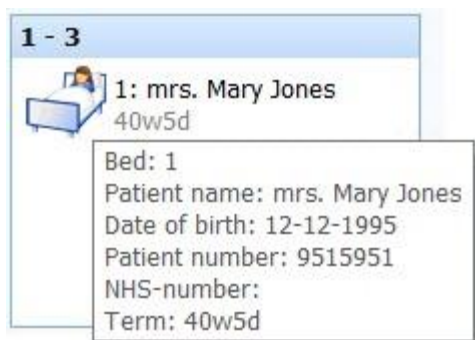 1 - 3
1: mrs. Mary Jones
40w5d
Bed: 1
Patient name: mrs. Mary Jones
Date of birth: 12-12-1995
Patient number: 9515951
NHS-number:
Term: 40w5d